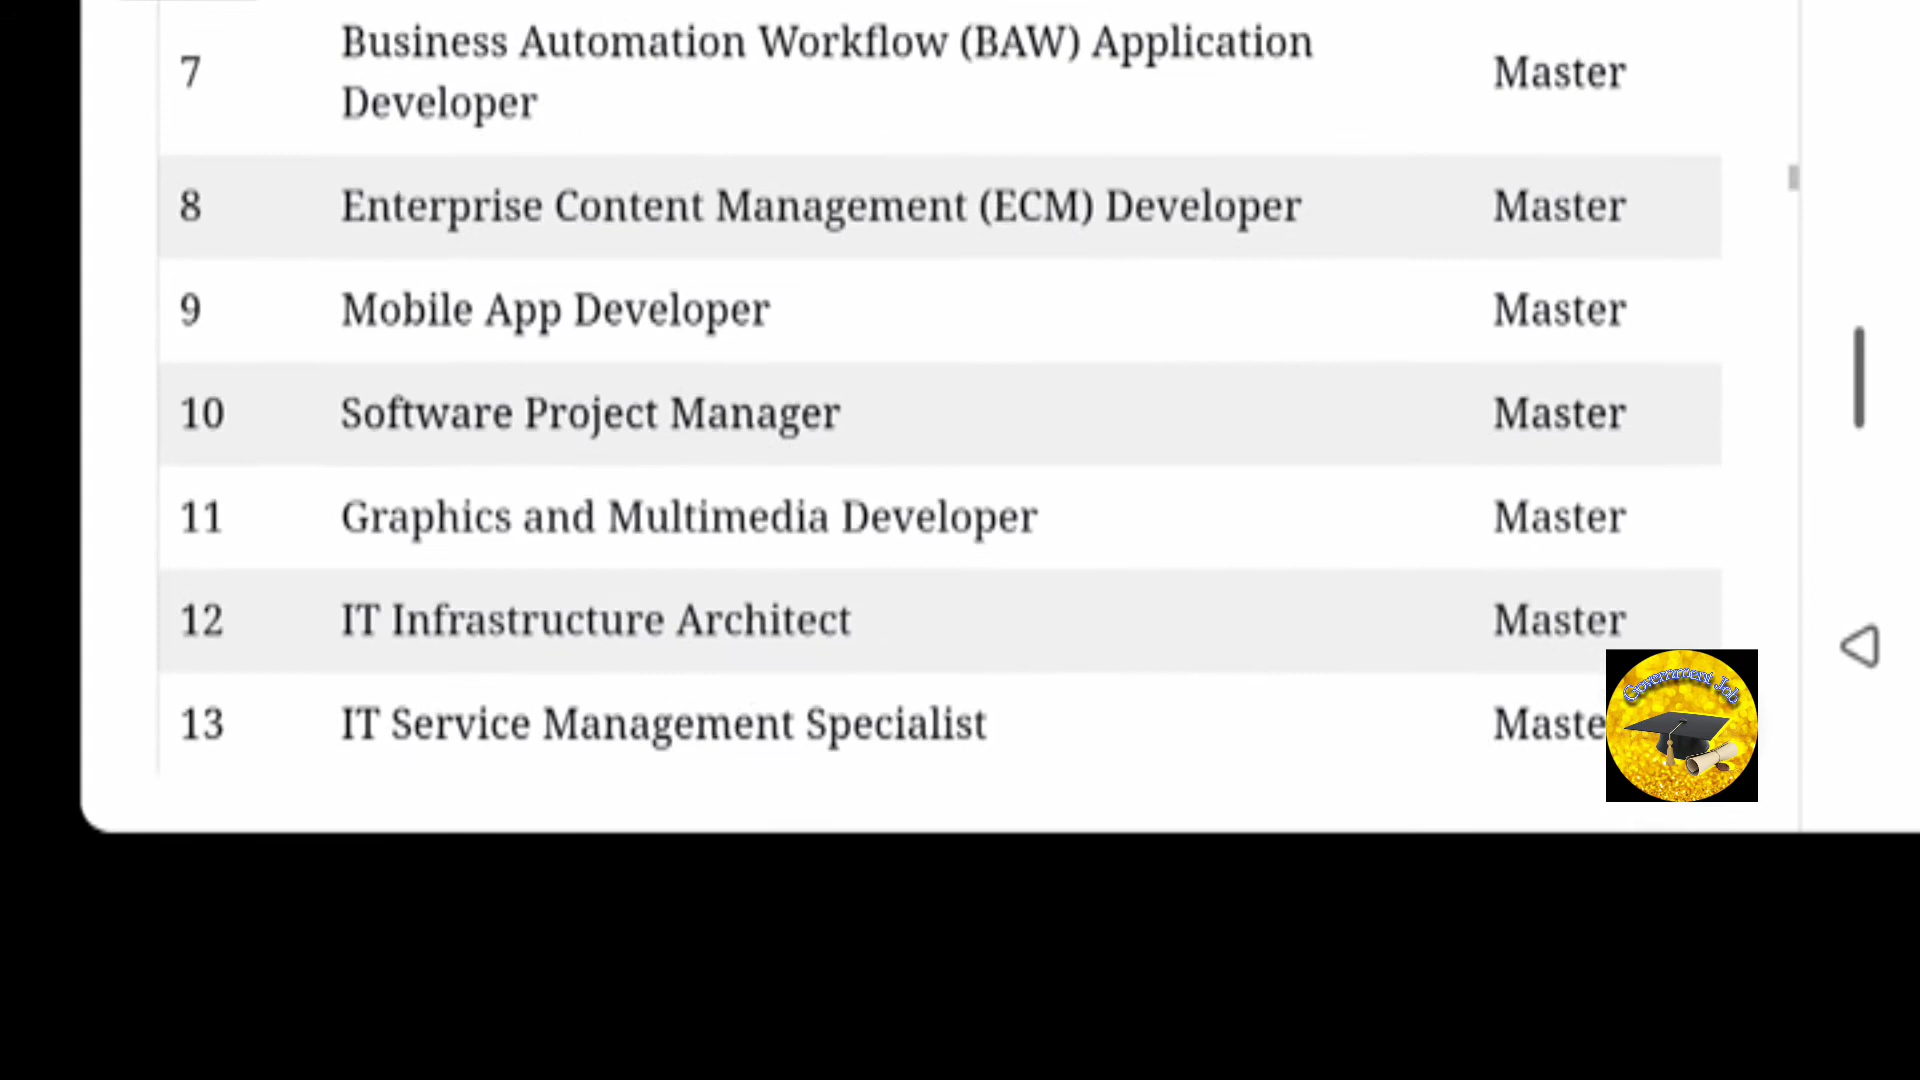 Business Automation Workflow (BAW) Application
7 Master
Developer
8 Enterprise Content Management (ECM) Developer Master
9 Mobile App Developer Master
10 Software Project Manager Master
11 Graphics and Multimedia Developer Master
12 IT Infrastructure Architect Master
13 IT Service Management Specialist Maste
Government Job